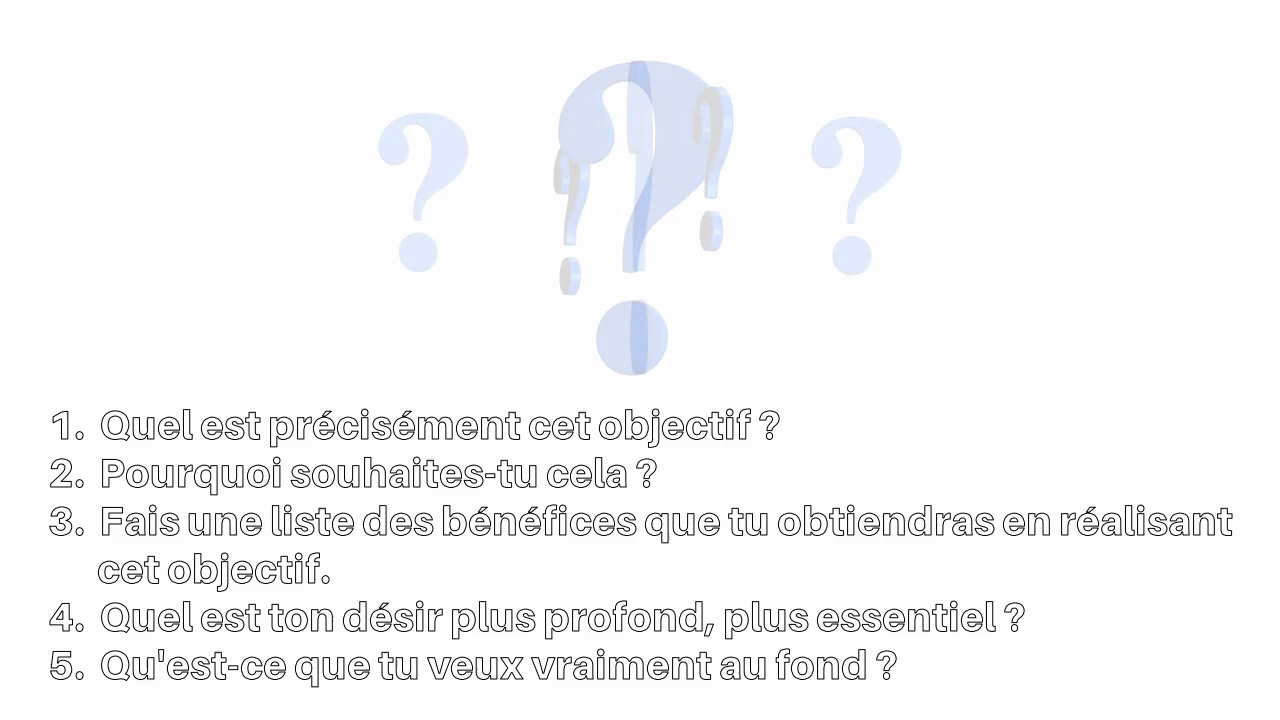 1. Quel est précisément cet objectif ?
2. Pourquoi souhaites-tu cela ?
3. Fais une liste des bénéfices que tu obtiendras en réalisant
cet objectif.
4. Quel est ton désir plus profond, plus essentiel ?
5. Qu'est-ce que tu veux vraiment au fond ?